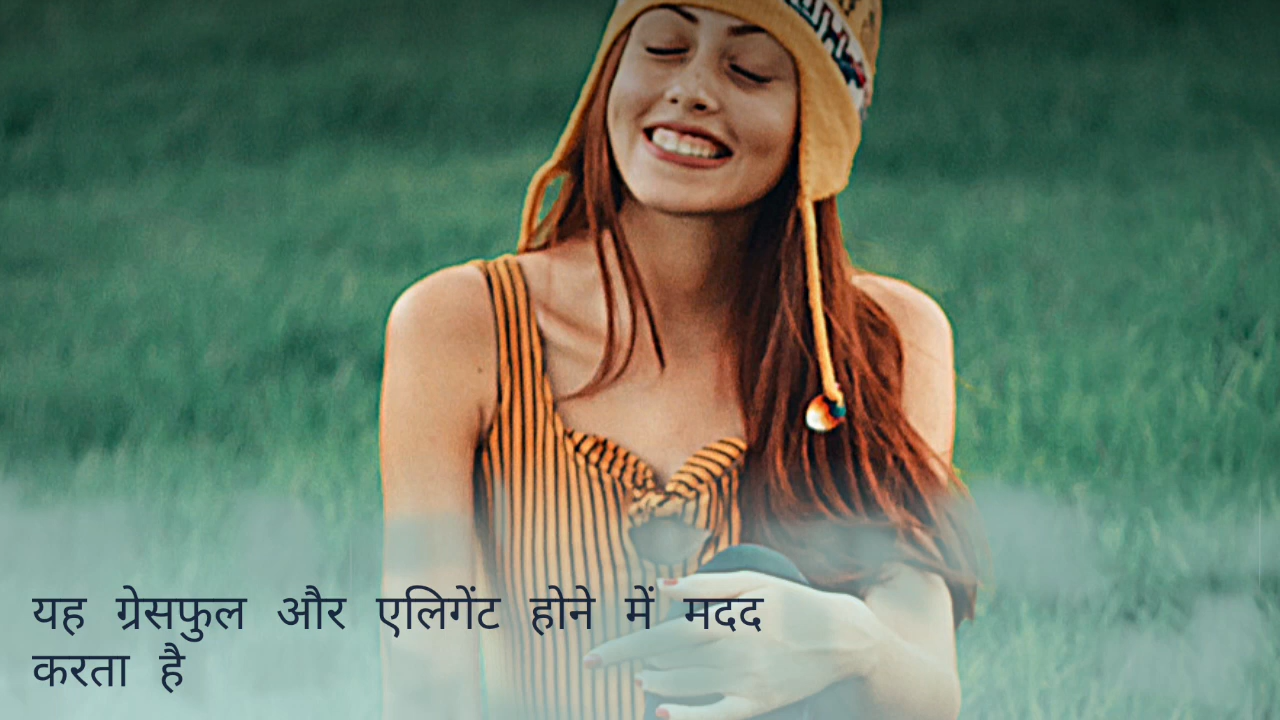 यह ग्रेसफुल और एलिगेंट होने में मदद
करता है